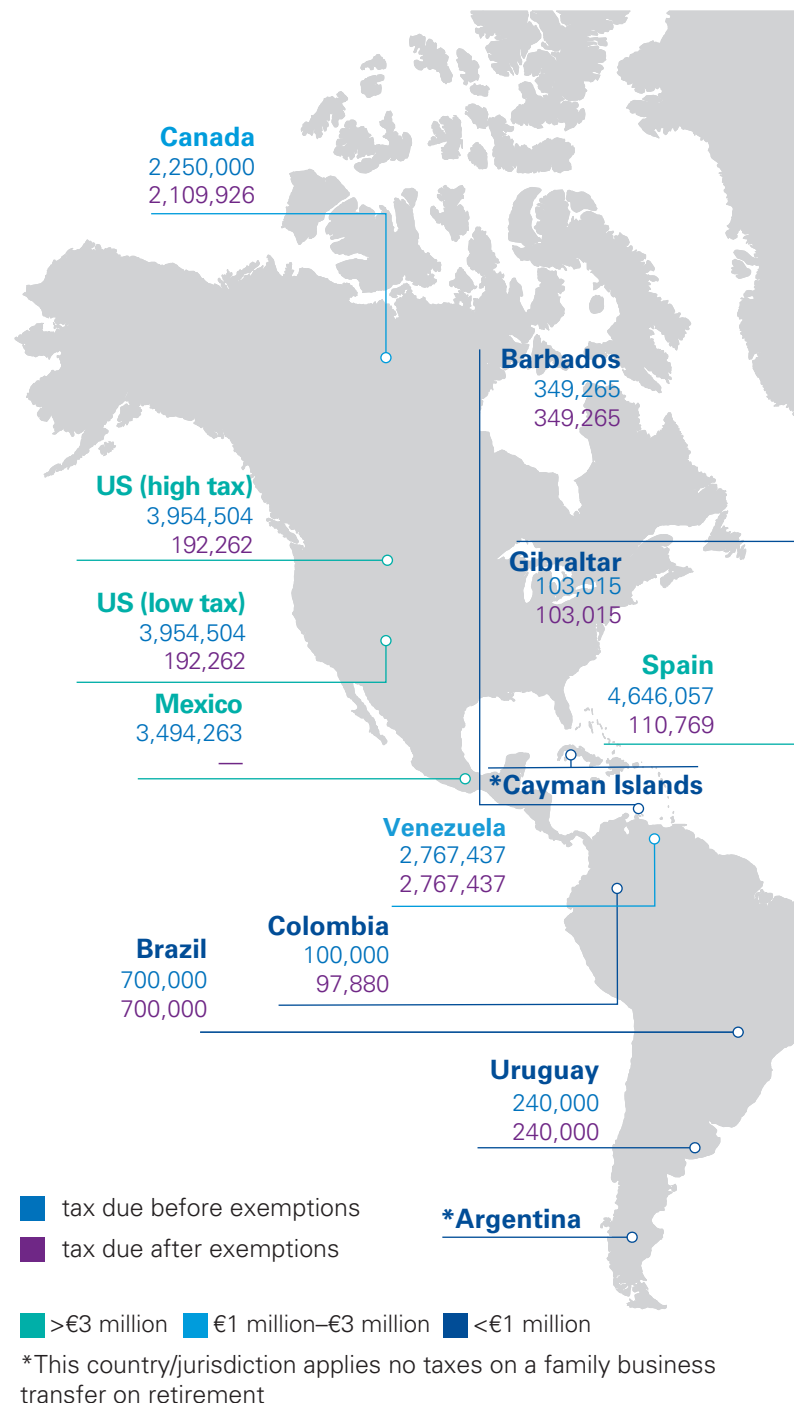 Canada
2,250,000
2,109,926
Barbados
349,265
349,265
US (high tax)
3,954,504
192,262
Gibraltar
103,015
103,015
US (low tax)
3,954,504
192,262
Spain
4,646,057
110,769
Mexico
3,494,263
—
*Cayman Islands
Venezuela
2,767,437
2,767,437
Colombia
100,000
97,880
Brazil
700,000
700,000
Uruguay
240,000
240,000
*Argentina
tax due before exemptions
tax due after exemptions
>€3 million €1 million–€3 million <€1 million
*This country/jurisdiction applies no taxes on a family business
transfer on retirement